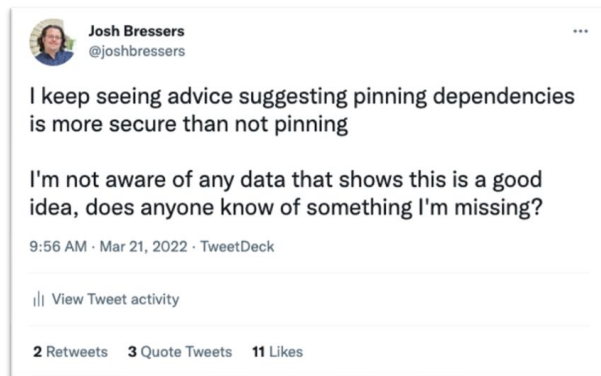 Josh Bressers
@joshbressers
I keep seeing advice suggesting pinning dependencies
is more secure than not pinning
I'm not aware of any data that shows this is a good
idea, does anyone know of something I'm missing?
9:56 AM · Mar 21, 2022 · TweetDeck
View Tweet activity
2 Retweets 3 Quote Tweets 11 Likes